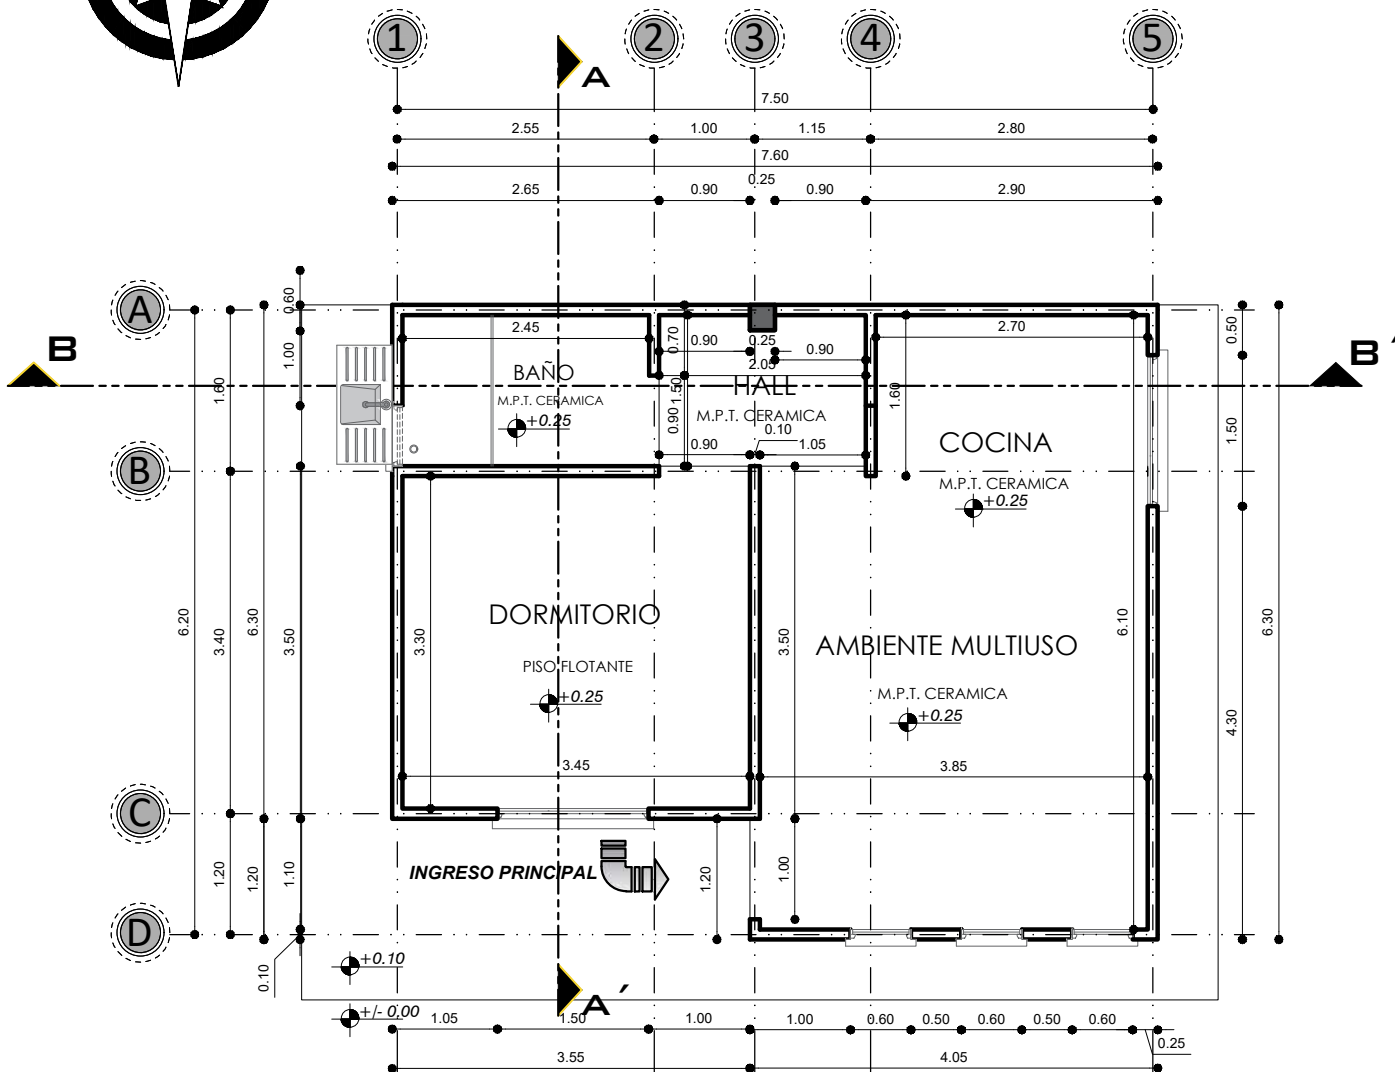 1 2 3 4 5
A
7.50
2.55 1.00 1.15 2.80
7.60
0.25
2.65 0.90 0.90 2.90
A
B
B ´
B
C
D
0.60
1.00
1.60
6.20
3.40
6.30
3.50
1.20
1.20
1.10
0.10
0.50
1.50
4.30
6.30
2.45
0.70
0.90
0.25
0.90
2.70
2.05
BAÑO
M.P.T. CERAMICA
+0.25
1.50
0.90
HALL
M.P.T. CERAMICA
0.10
0.90 1.05
1.60
COCINA
M.P.T. CERAMICA
+0.25
3.30
DORMITORIO
PISO FLOTANTE
+0.25
3.45
3.50
6.10
AMBIENTE MULTIUSO
M.P.T. CERAMICA
+0.25
3.85
INGRESO PRINCIPAL
1.20
1.00
+0.10
+/- 0,00
A ´
1.05 1.50 1.00 1.00 0.60 0.50 0.60 0.50 0.60
0.25
3.55 4.05